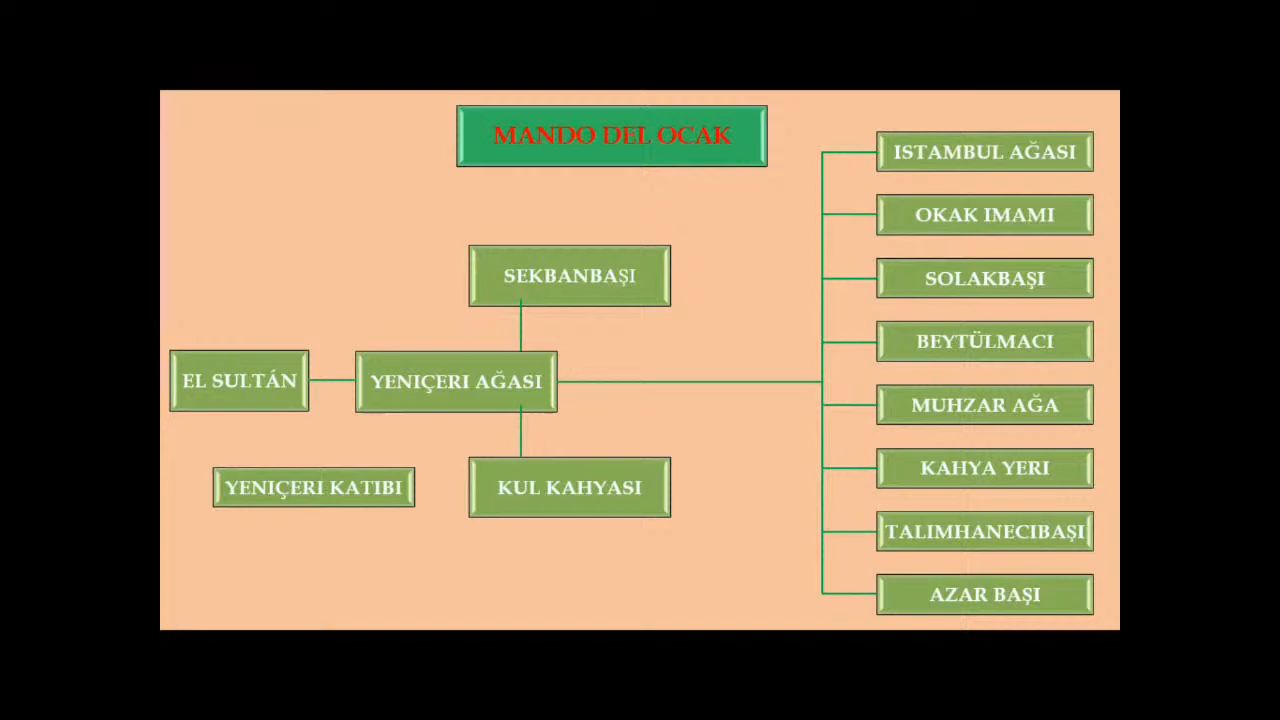 MANDO DEL OCAK
SEKBANBAŞI
EL SULTÁN
YENIÇERI AĞASI
YENIÇERI KATIBI
KUL KAHYASI
ISTAMBUL AĞASI
OKAK IMAMI
SOLAKBAŞI
BEYTÜLMACI
MUHZAR AĞA
KAHYA YERI
TALIMHANECIBAŞI
AZAR BAŞI